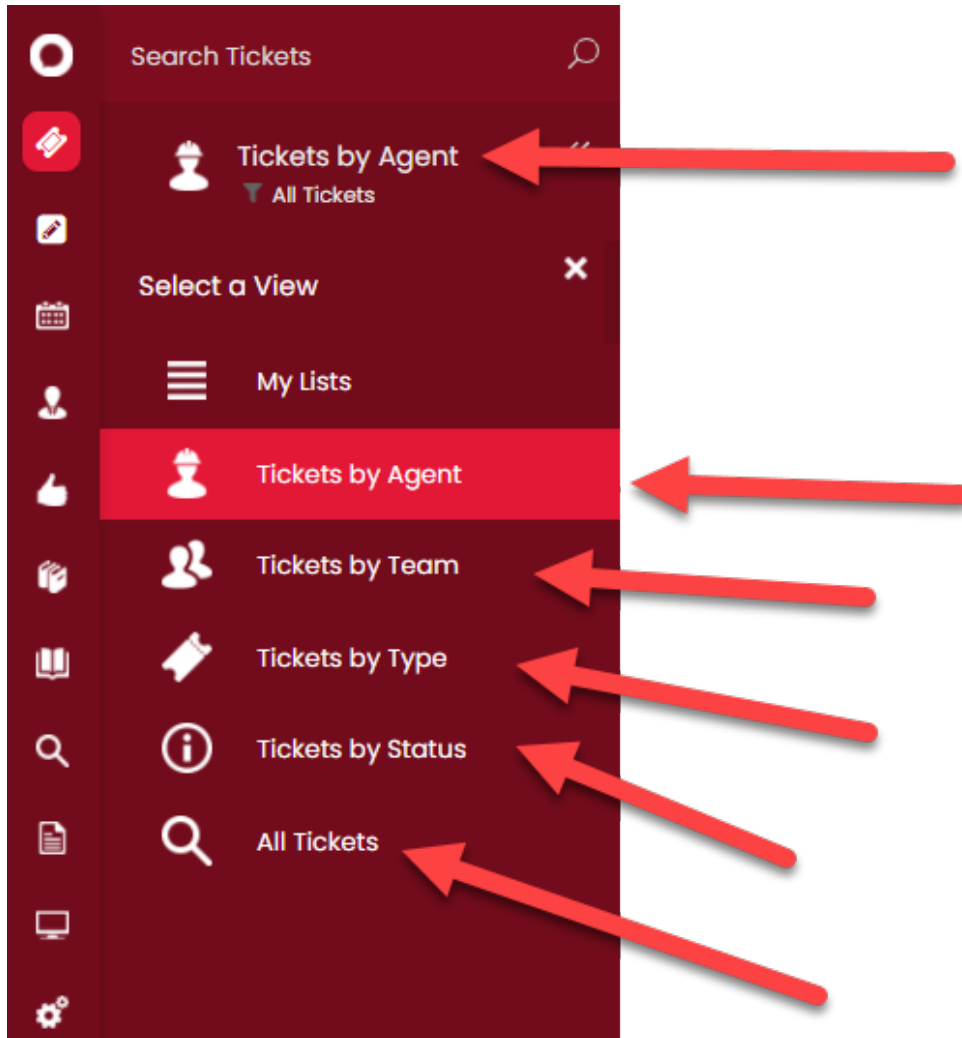 Search Tickets
Tickets by Agent
All Tickets
Select a View
My Lists
Tickets by Agent
Tickets by Team
Tickets by Type
Tickets by Status
All Tickets